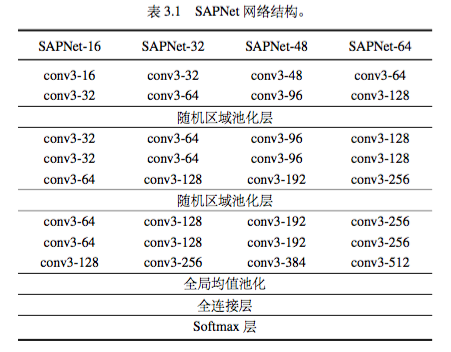 表 3.1 SAPNet 网络结构。
SAPNet-16 SAPNet-32 SAPNet-48 SAPNet-64
conv3-16 conv3-32 conv3-48 conv3-64
conv3-32 conv3-64 conv3-96 conv3-128
随机区域池化层
conv3-32 conv3-64 conv3-96 conv3-128
conv3-32 conv3-64 conv3-96 conv3-128
conv3-64 conv3-128 conv3-192 conv3-256
随机区域池化层
conv3-64 conv3-128 conv3-192 conv3-256
conv3-64 conv3-128 conv3-192 conv3-256
conv3-128 conv3-256 conv3-384 conv3-512
全局均值池化
全连接层
Softmax 层